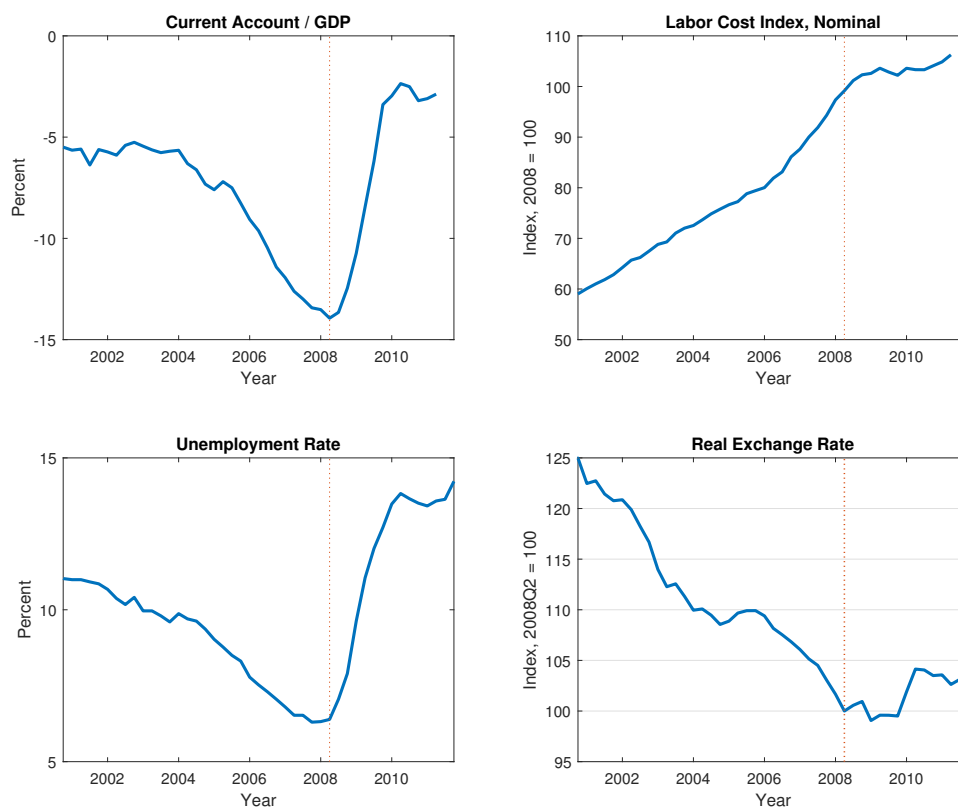 Current Account / GDP
0
-5
-10
-15
Percent
2002 2004 2006 2008 2010
Year
Labor Cost Index, Nominal
110
100
90
80
70
60
50
Index, 2008 = 100
2002 2004 2006 2008 2010
Year
Unemployment Rate
15
10
5
Percent
2002 2004 2006 2008 2010
Year
Real Exchange Rate
125
120
115
110
105
100
95
Index, 2008Q2 = 100
2002 2004 2006 2008 2010
Year